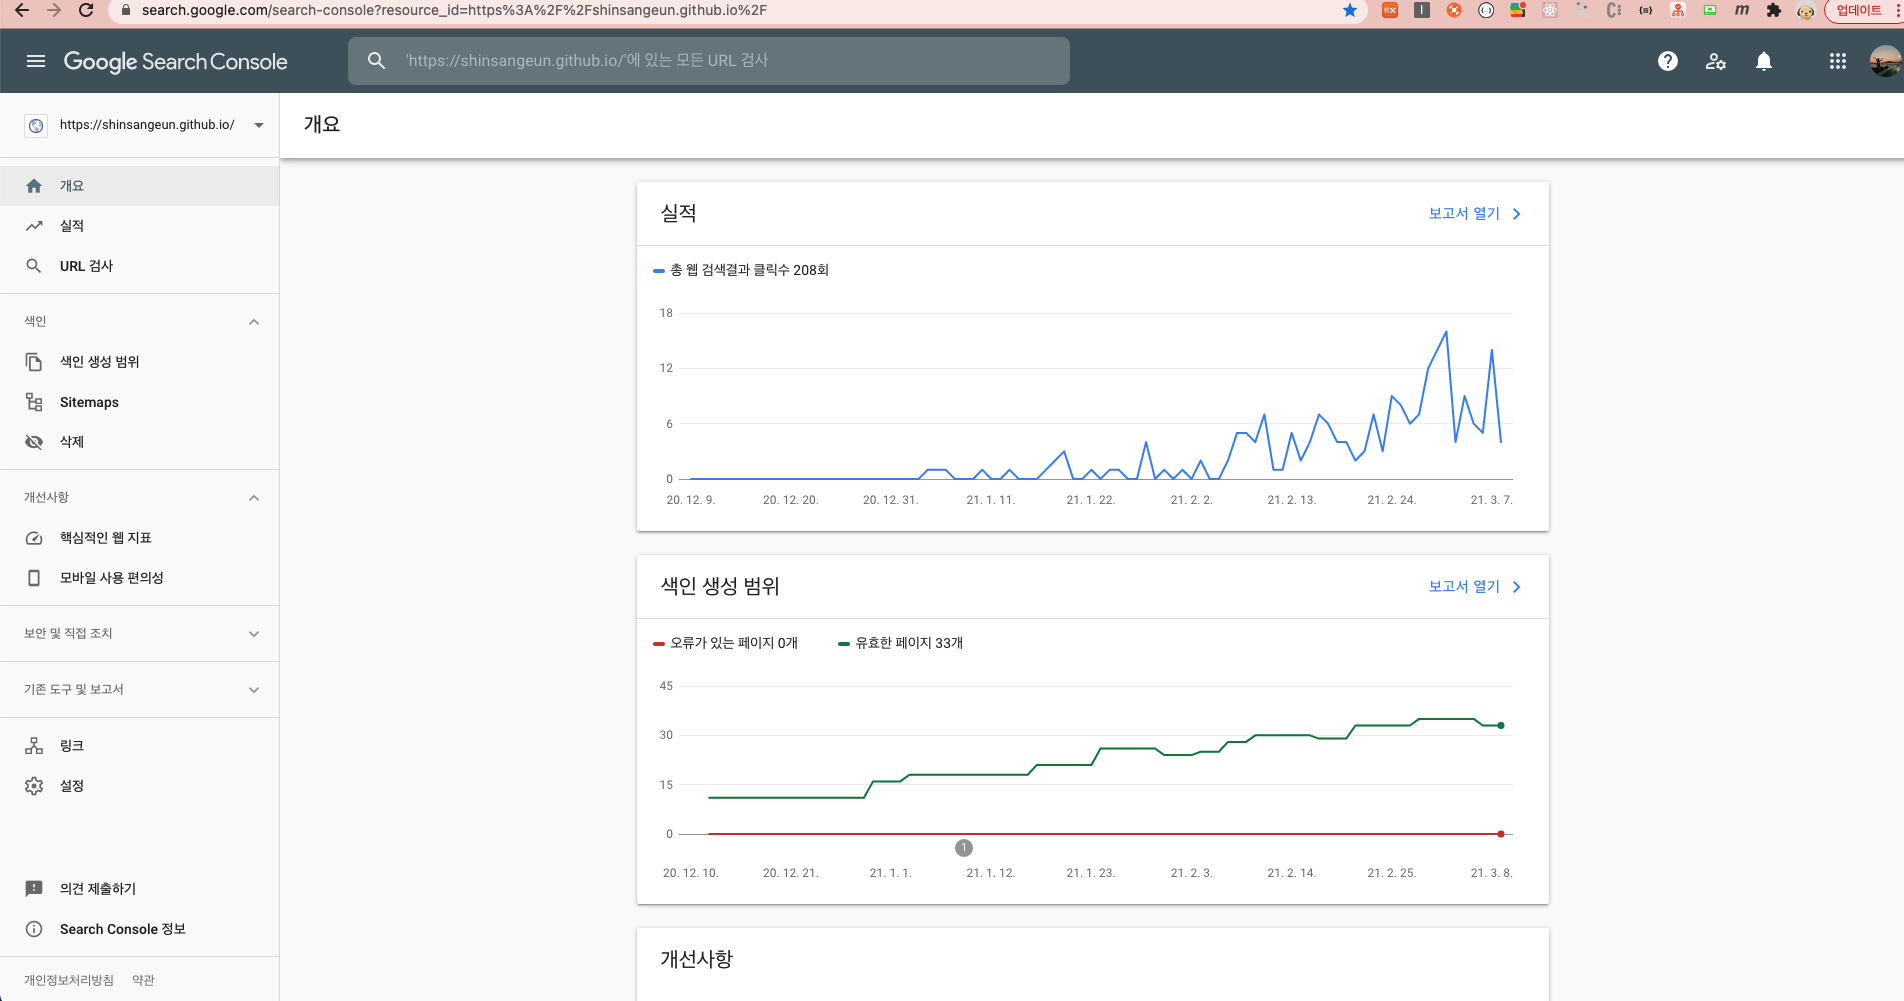 search.google.com/search-console?resource_id=https%3A%2F%2Fshinsangeun.github.io%2F
업데이트
Google Search Console
'https://shinsangeun.github.io/'에 있는 모든 URL 검사
https://shinsangeun.github.io/
개요
개요
실적
URL 검사
색인
색인 생성 범위
Sitemaps
삭제
개선사항
핵심적인 웹 지표
모바일 사용 편의성
보안 및 직접 조치
기존 도구 및 보고서
링크
설정
의견 제출하기
Search Console 정보
개인정보처리방침 약관
실적
보고서 열기
총 웹 검색결과 클릭수 208회
18
12
6
0
20. 12. 9. 20. 12. 20. 20. 12. 31. 21. 1. 11. 21. 1. 22. 21. 2. 2. 21. 2. 13. 21. 2. 24. 21. 3. 7.
색인 생성 범위
보고서 열기
오류가 있는 페이지 0개 유효한 페이지 33개
45
30
15
0
1
20. 12. 10. 20. 12. 21. 21. 1. 1. 21. 1. 12. 21. 1. 23. 21. 2. 3. 21. 2. 14. 21. 2. 25. 21. 3. 8.
개선사항